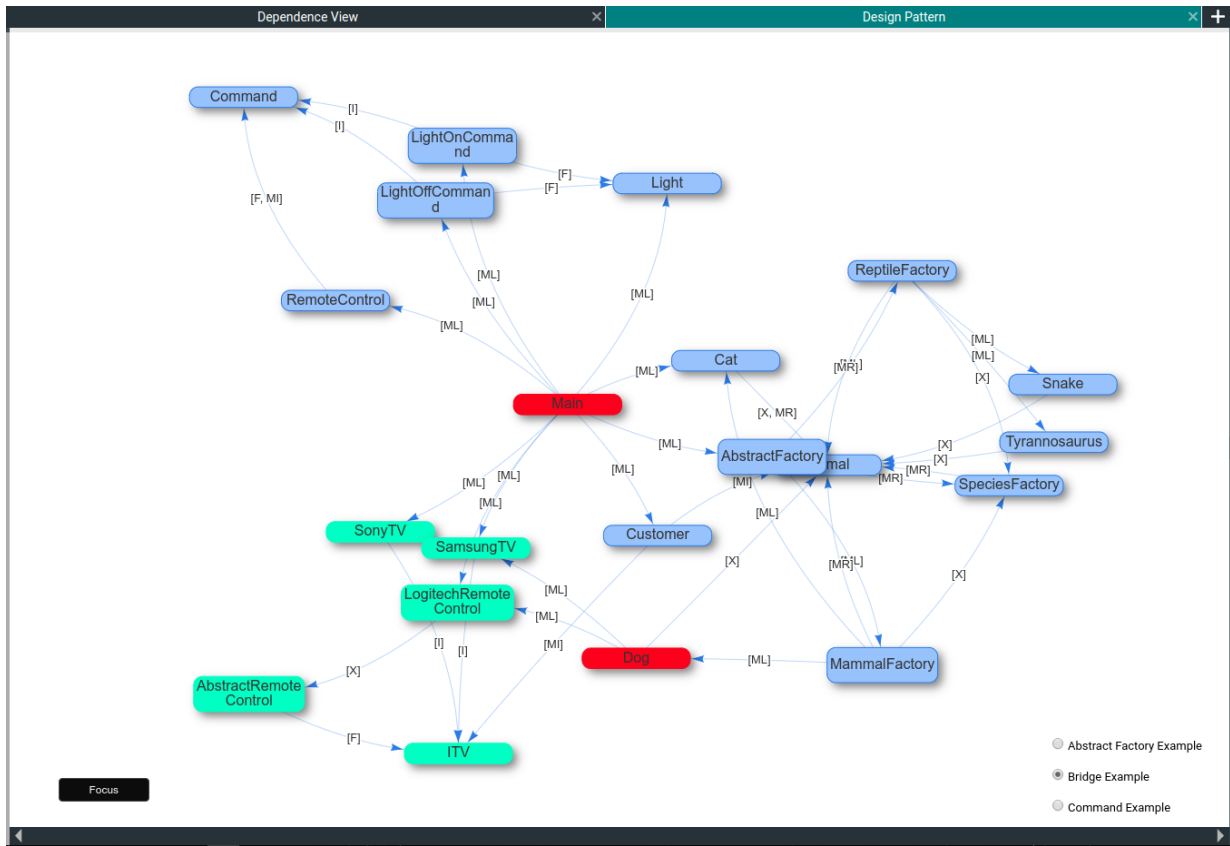 Dependence View
Design Pattern
Command
[I]
[I]
LightOnComma
nd
[F]
[F]
Light
LightOffComman
d
[F, MI]
ReptileFactory
[ML]
[ML]
[ML]
RemoteControl
[ML]
[ML]
[ML]
[MR]
[X]
Cat
[ML]
Snake
Main
[X, MR]
[ML]
[X]
Tyrannosaurus
AbstractFactory
mal
[X]
[MR]
[MR]
SpeciesFactory
[ML]
[ML]
[ML]
[ML]
[MI]
[ML]
SonyTV
SamsungTV
Customer
[X]
[MR]
[X]
LogitechRemote
Control
[ML]
[ML]
[I]
[I]
[MI]
Dog
[ML]
MammalFactory
[X]
AbstractRemote
Control
[F]
ITV
Abstract Factory Example
Bridge Example
Command Example
Focus